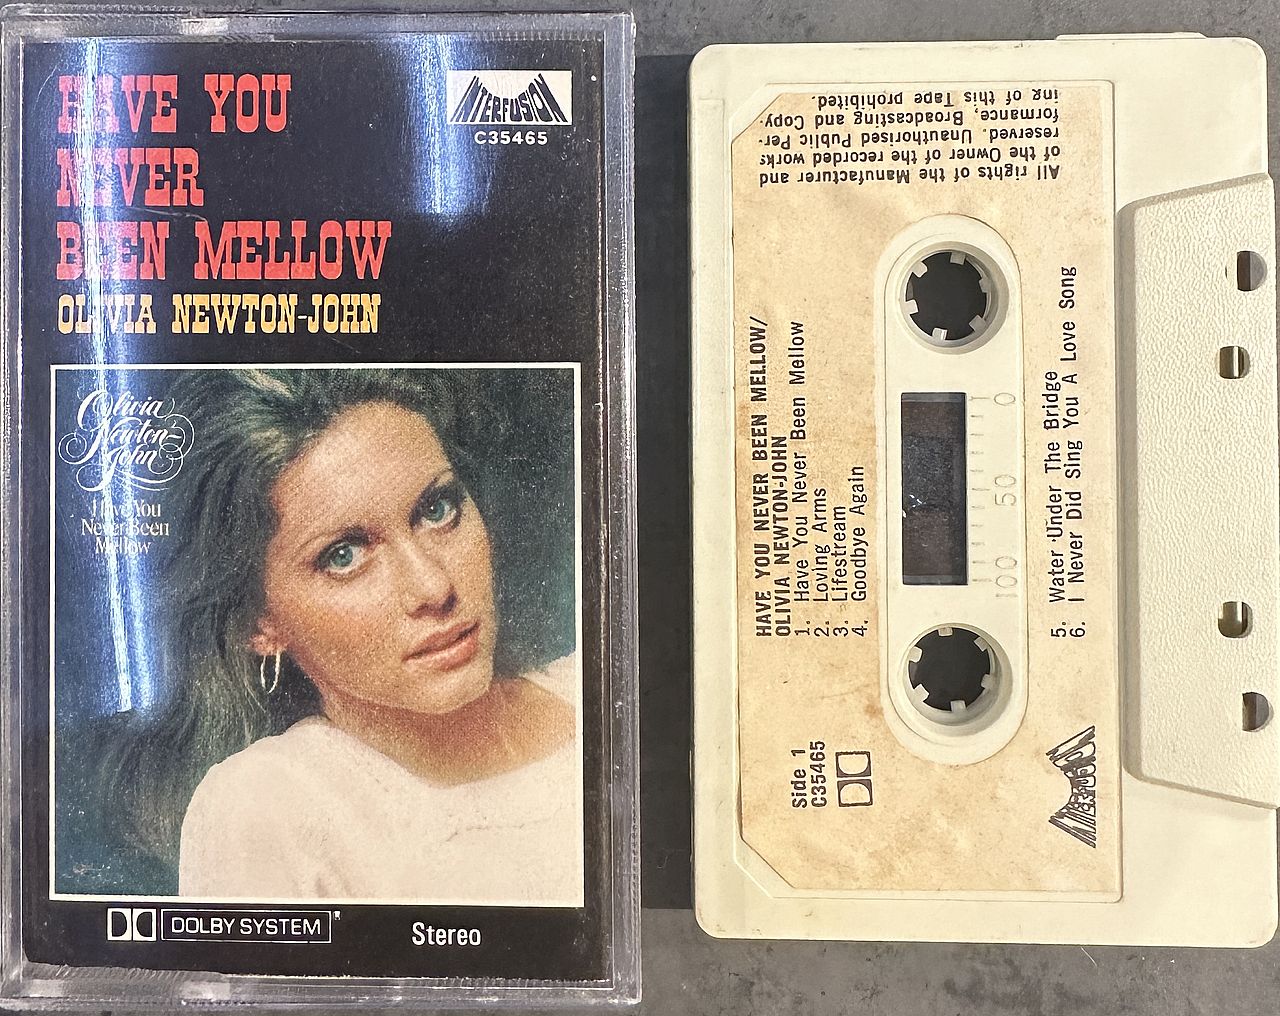 HAVE YOU
NEVER
BEEN MELLOW
OLIVIA NEWTON-JOHN
INTERFUSION
C35465
Olivia
Newton-
John
Have You
Never Been
Mellow
DOLBY SYSTEM®
Stereo
All rights of the Manufacturer and
of the Owner of the recorded works
reserved. Unauthorised Public Per-
formance, Broadcasting and Copy-
ing of this Tape prohibited.
HAVE YOU NEVER BEEN MELLOW/
OLIVIA NEWTON-JOHN
1. Have You Never Been Mellow
2. Loving Arms
3. Lifestream
4. Goodbye Again
Side 1
C35465
100 50 0
5. Water Under The Bridge
6. I Never Did Sing You A Love Song
INTERFUSION